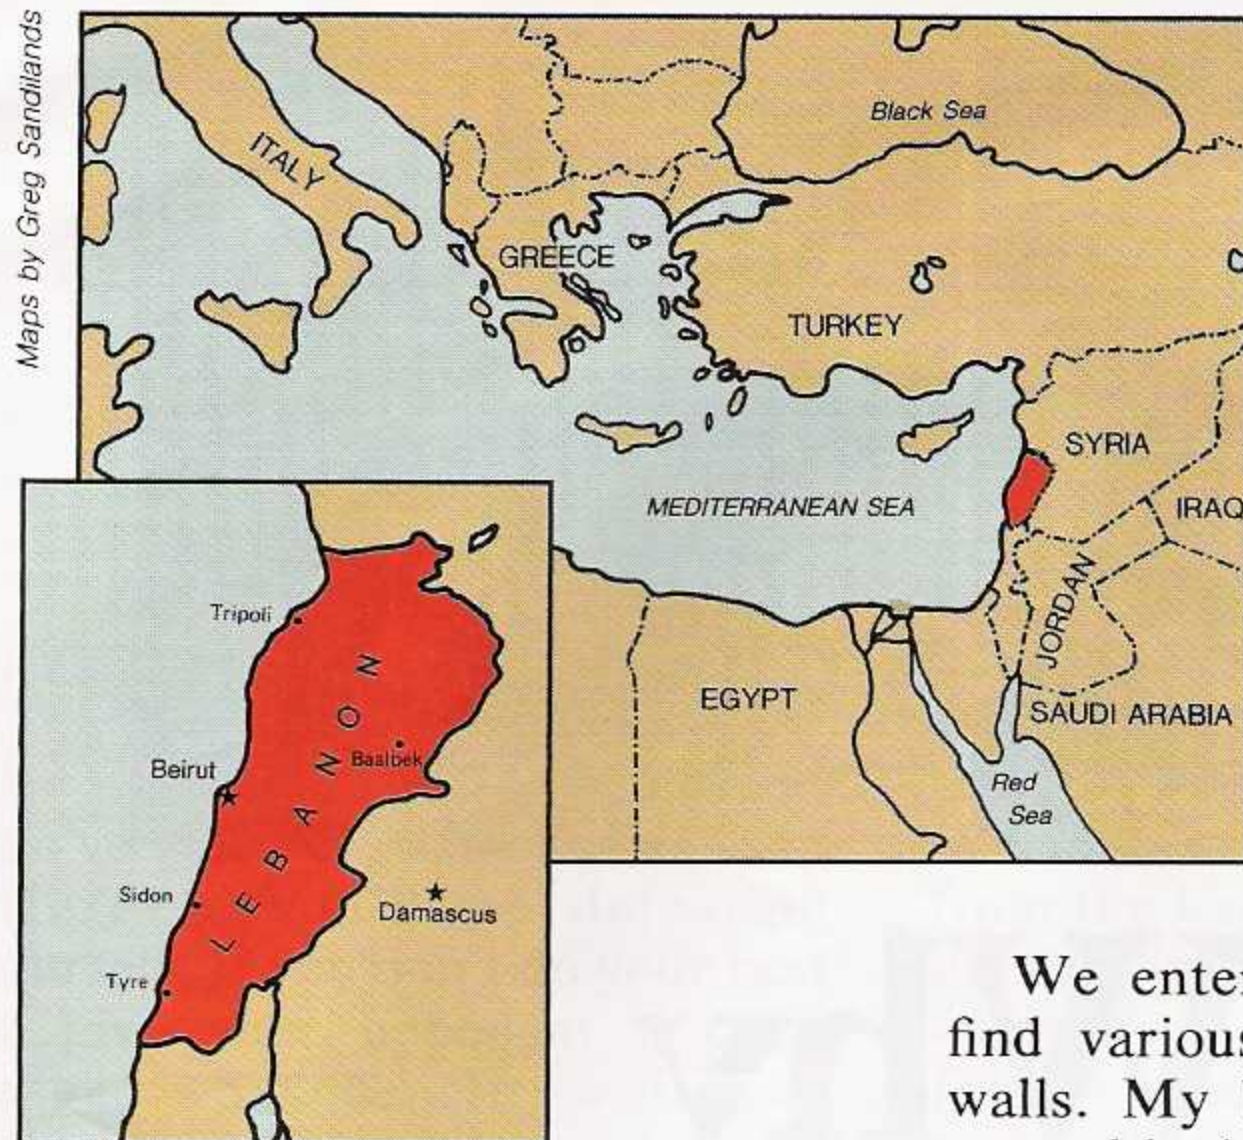 Maps by Greg Sandilands
ITALY
Black Sea
GREECE
TURKEY
SYRIA
MEDITERRANEAN SEA
IRAQ
JORDAN
EGYPT
SAUDI ARABIA
Red
Sea
Tripoli
LEBANON
Baalbek
Beirut
Sidon
Damascus
Tyre
We enter
find various
walls. My